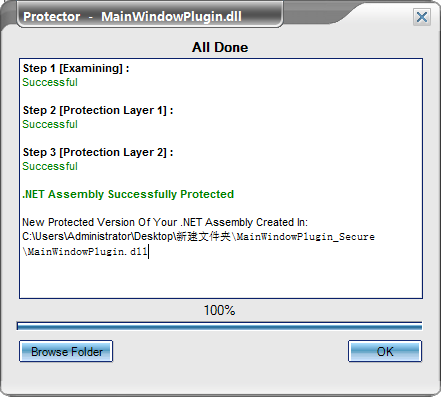 Protector - MainWindowPlugin.dll
All Done
Step 1 [Examining] :
Successful
Step 2 [Protection Layer 1] :
Successful
Step 3 [Protection Layer 2] :
Successful
.NET Assembly Successfully Protected
New Protected Version Of Your .NET Assembly Created In:
C:\Users\Administrator\Desktop\新建文件夹\MainWindowPlugin_Secure
\MainWindowPlugin.dll
100%
Browse Folder
OK